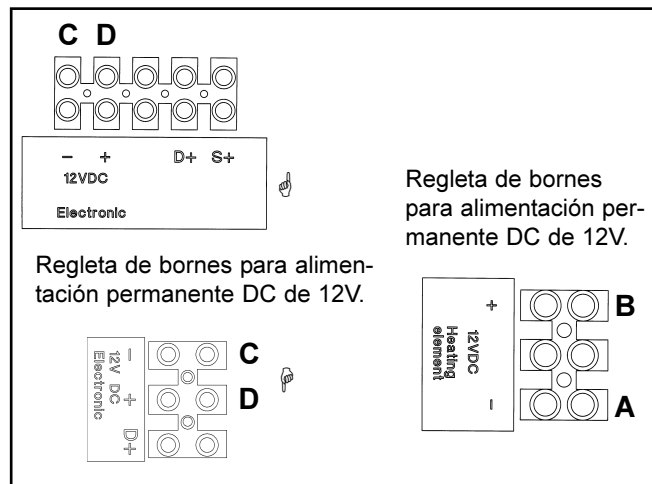 C D
− + D+ S+
12VDC
Electronic
Regleta de bornes para alimen-
tación permanente DC de 12V.
− + D+
12V DC
Electronic
C
D
Regleta de bornes
para alimentación per-
manente DC de 12V.
+ −
12VDC
Heating
element
B
A